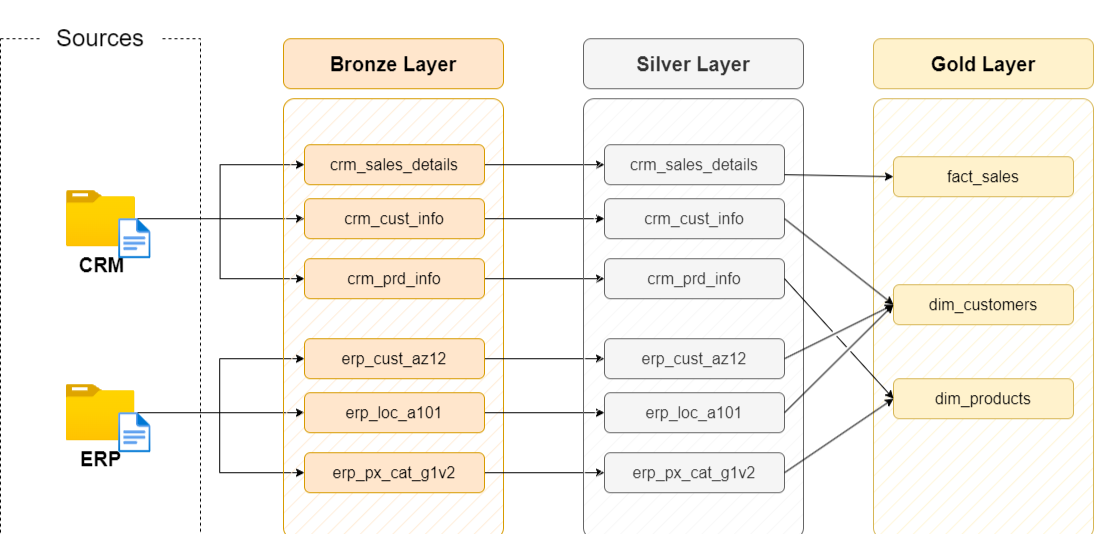 Sources
Bronze Layer
Silver Layer
Gold Layer
CRM
ERP
crm_sales_details
crm_cust_info
crm_prd_info
erp_cust_az12
erp_loc_a101
erp_px_cat_g1v2
crm_sales_details
crm_cust_info
crm_prd_info
erp_cust_az12
erp_loc_a101
erp_px_cat_g1v2
fact_sales
dim_customers
dim_products